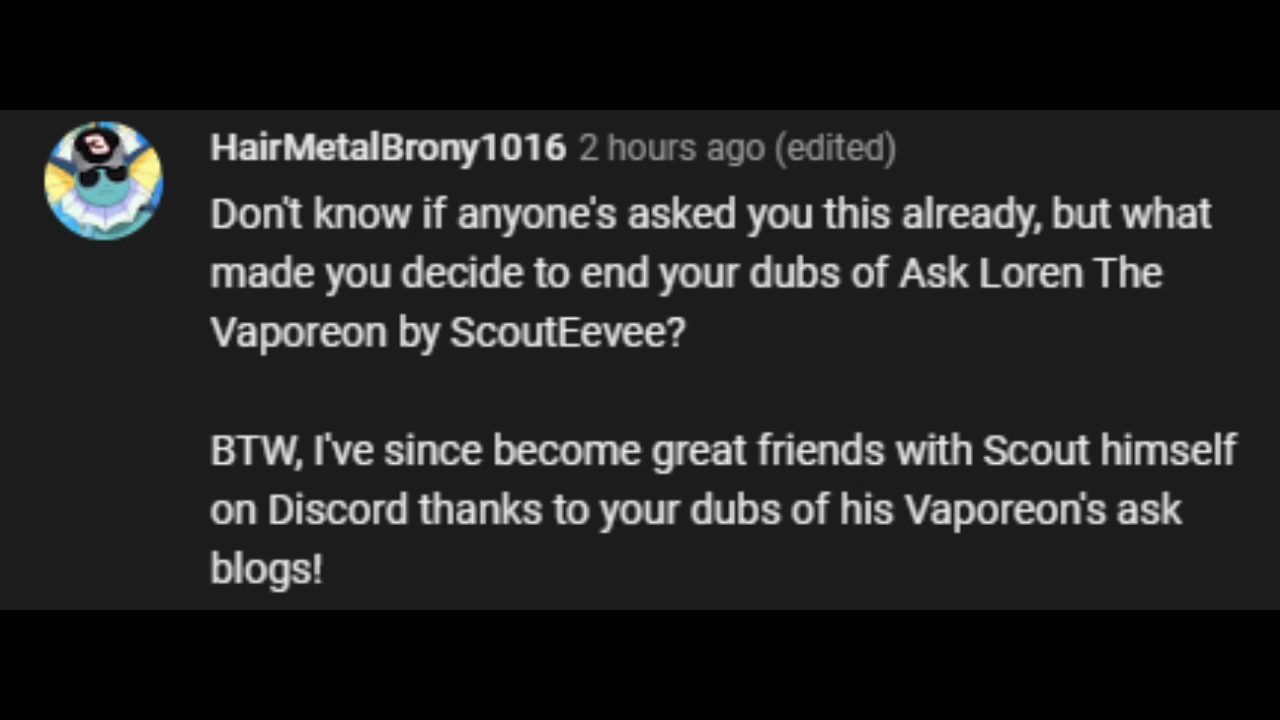 HairMetalBrony1016 2 hours ago (edited)
Don't know if anyone's asked you this already, but what
made you decide to end your dubs of Ask Loren The
Vaporeon by ScoutEevee?
BTW, I've since become great friends with Scout himself
on Discord thanks to your dubs of his Vaporeon's ask
blogs!
3